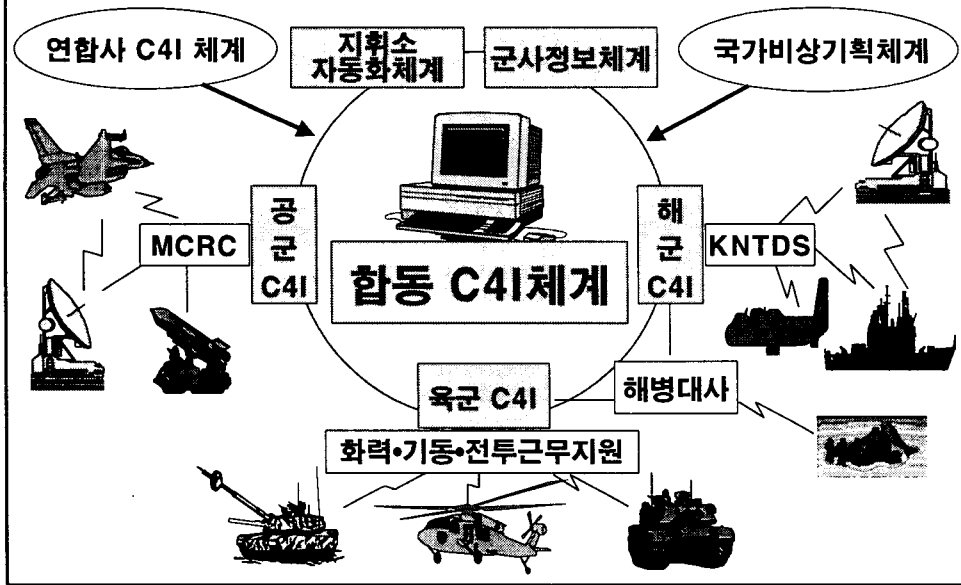 연합사 C4I 체계
지휘소
자동화체계
군사정보체계
국가비상기획체계
공
군
C4I
MCRC
합동 C4I체계
해
군
C4I
KNTDS
육군 C4I
해병대사
화력•기동•전투근무지원